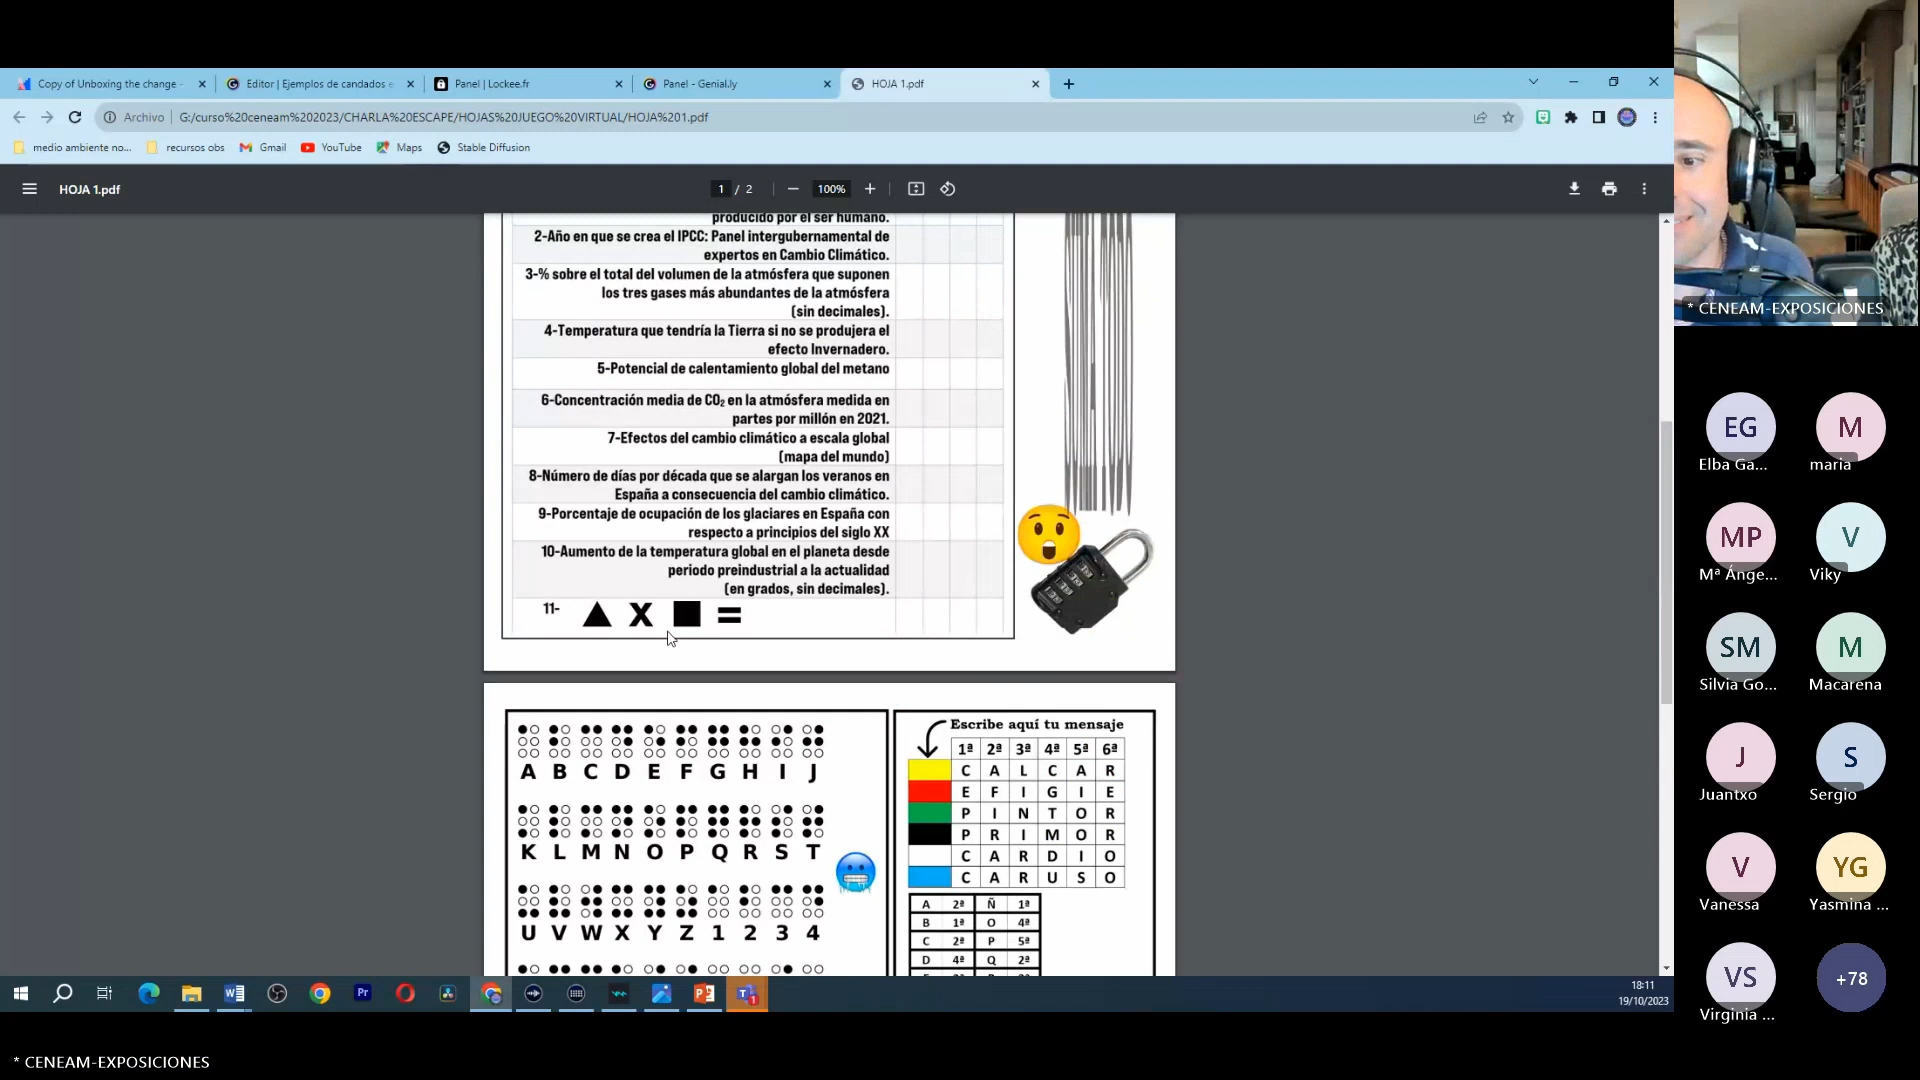 Copy of Unboxing the change -
Editor | Ejemplos de candados e
Panel | Lockee.fr
Panel - Genial.ly
HOJA 1.pdf
Archivo
G:/curso%20ceneam%202023/CHARLA%20ESCAPE/HOJAS%20JUEGO%20VIRTUAL/HOJA%201.pdf
medio ambiente no...
recursos obs
Gmail
YouTube
Maps
Stable Diffusion
HOJA 1.pdf
1 / 2
100%
producido por el ser humano.
2-Año en que se crea el IPCC: Panel intergubernamental de
expertos en Cambio Climático.
3-% sobre el total del volumen de la atmósfera que suponen
los tres gases más abundantes de la atmósfera
(sin decimales).
4-Temperatura que tendría la Tierra si no se produjera el
efecto Invernadero.
5-Potencial de calentamiento global del metano
6-Concentración media de CO₂ en la atmósfera medida en
partes por millón en 2021.
7-Efectos del cambio climático a escala global
(mapa del mundo)
8-Número de días por década que se alargan los veranos en
España a consecuencia del cambio climático.
9-Porcentaje de ocupación de los glaciares en España con
respecto a principios del siglo XX
10-Aumento de la temperatura global en el planeta desde
periodo preindustrial a la actualidad
(en grados, sin decimales).
11- ▲ X ■ =
A B C D E F G H I J
K L M N O P Q R S T
U V W X Y Z 1 2 3 4
Escribe aquí tu mensaje
1ª 2ª 3ª 4ª 5ª 6ª
C A L C A R
E F I G I E
P I N T O R
P R I M O R
C A R D I O
C A R U S O
A 2ª Ñ 1ª
B 1ª O 4ª
C 2ª P 5ª
D 4ª Q 2ª
18:11
19/10/2023
* CENEAM-EXPOSICIONES
EG
Elba Ga...
M
maria
MP
Mª Ánge...
V
Viky
SM
Silvia Go...
M
Macarena
J
Juantxo
S
Sergio
V
Vanessa
YG
Yasmina ...
VS
Virginia ...
+78
* CENEAM-EXPOSICIONES